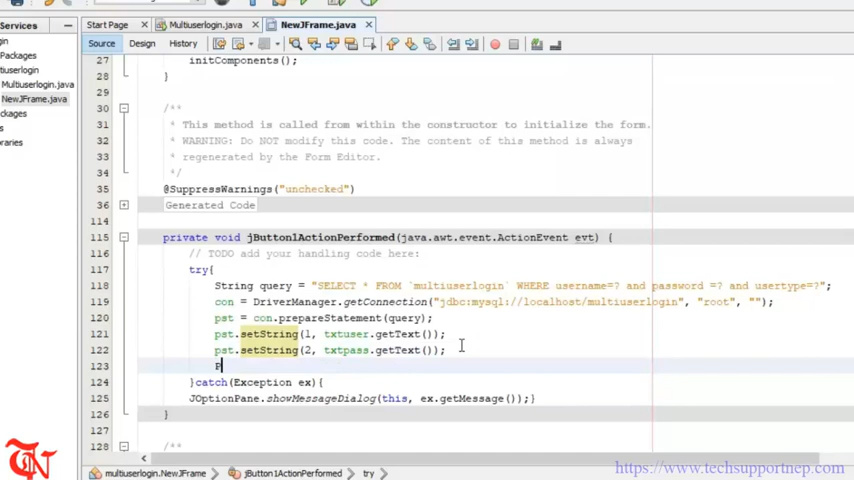 Services
Start Page
Multiuserlogin.java
NewJFrame.java
gin
Source
Design
History
Packages
tiuserlogin
Multiuserlogin.java
NewJFrame.java
ckages
s
raries
27 initComponents();
28 }
30 /**
31 * This method is called from within the constructor to initialize the form.
32 * WARNING: Do NOT modify this code. The content of this method is always
33 * regenerated by the Form Editor.
34 */
35 @SuppressWarnings("unchecked")
36 Generated Code
114
115 private void jButton1ActionPerformed(java.awt.event.ActionEvent evt) {
116 // TODO add your handling code here:
117 try{
118 String query = "SELECT * FROM `multiuserlogin` WHERE username=? and password =? and usertype=?";
119 con = DriverManager.getConnection("jdbc:mysql://localhost/multiuserlogin", "root", "");
120 pst = con.prepareStatement(query);
121 pst.setString(1, txtuser.getText());
122 pst.setString(2, txtpass.getText());
123 P
124 }catch(Exception ex){
125 JOptionPane.showMessageDialog(this, ex.getMessage());}
126 }
128 /**
multiuserlogin.NewJFrame
jButton1ActionPerformed
try
https://www.techsupportnep.com